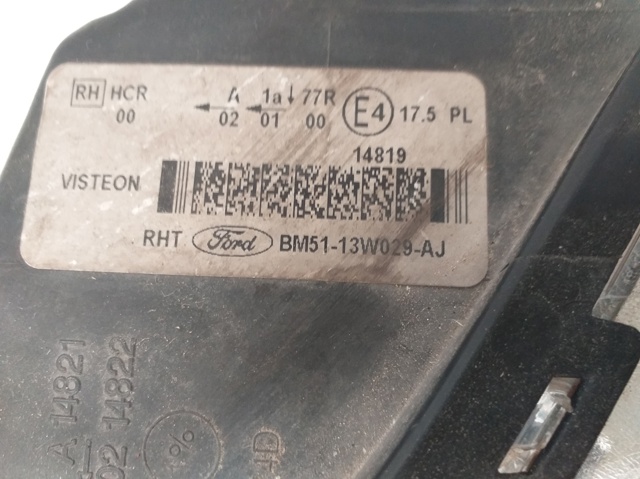 RH HCR A 1a 77R E4 17.5 PL
00 02 01 00
14819
VISTEON
RHT Ford BM51-13W029-AJ
A 14821
02 14822